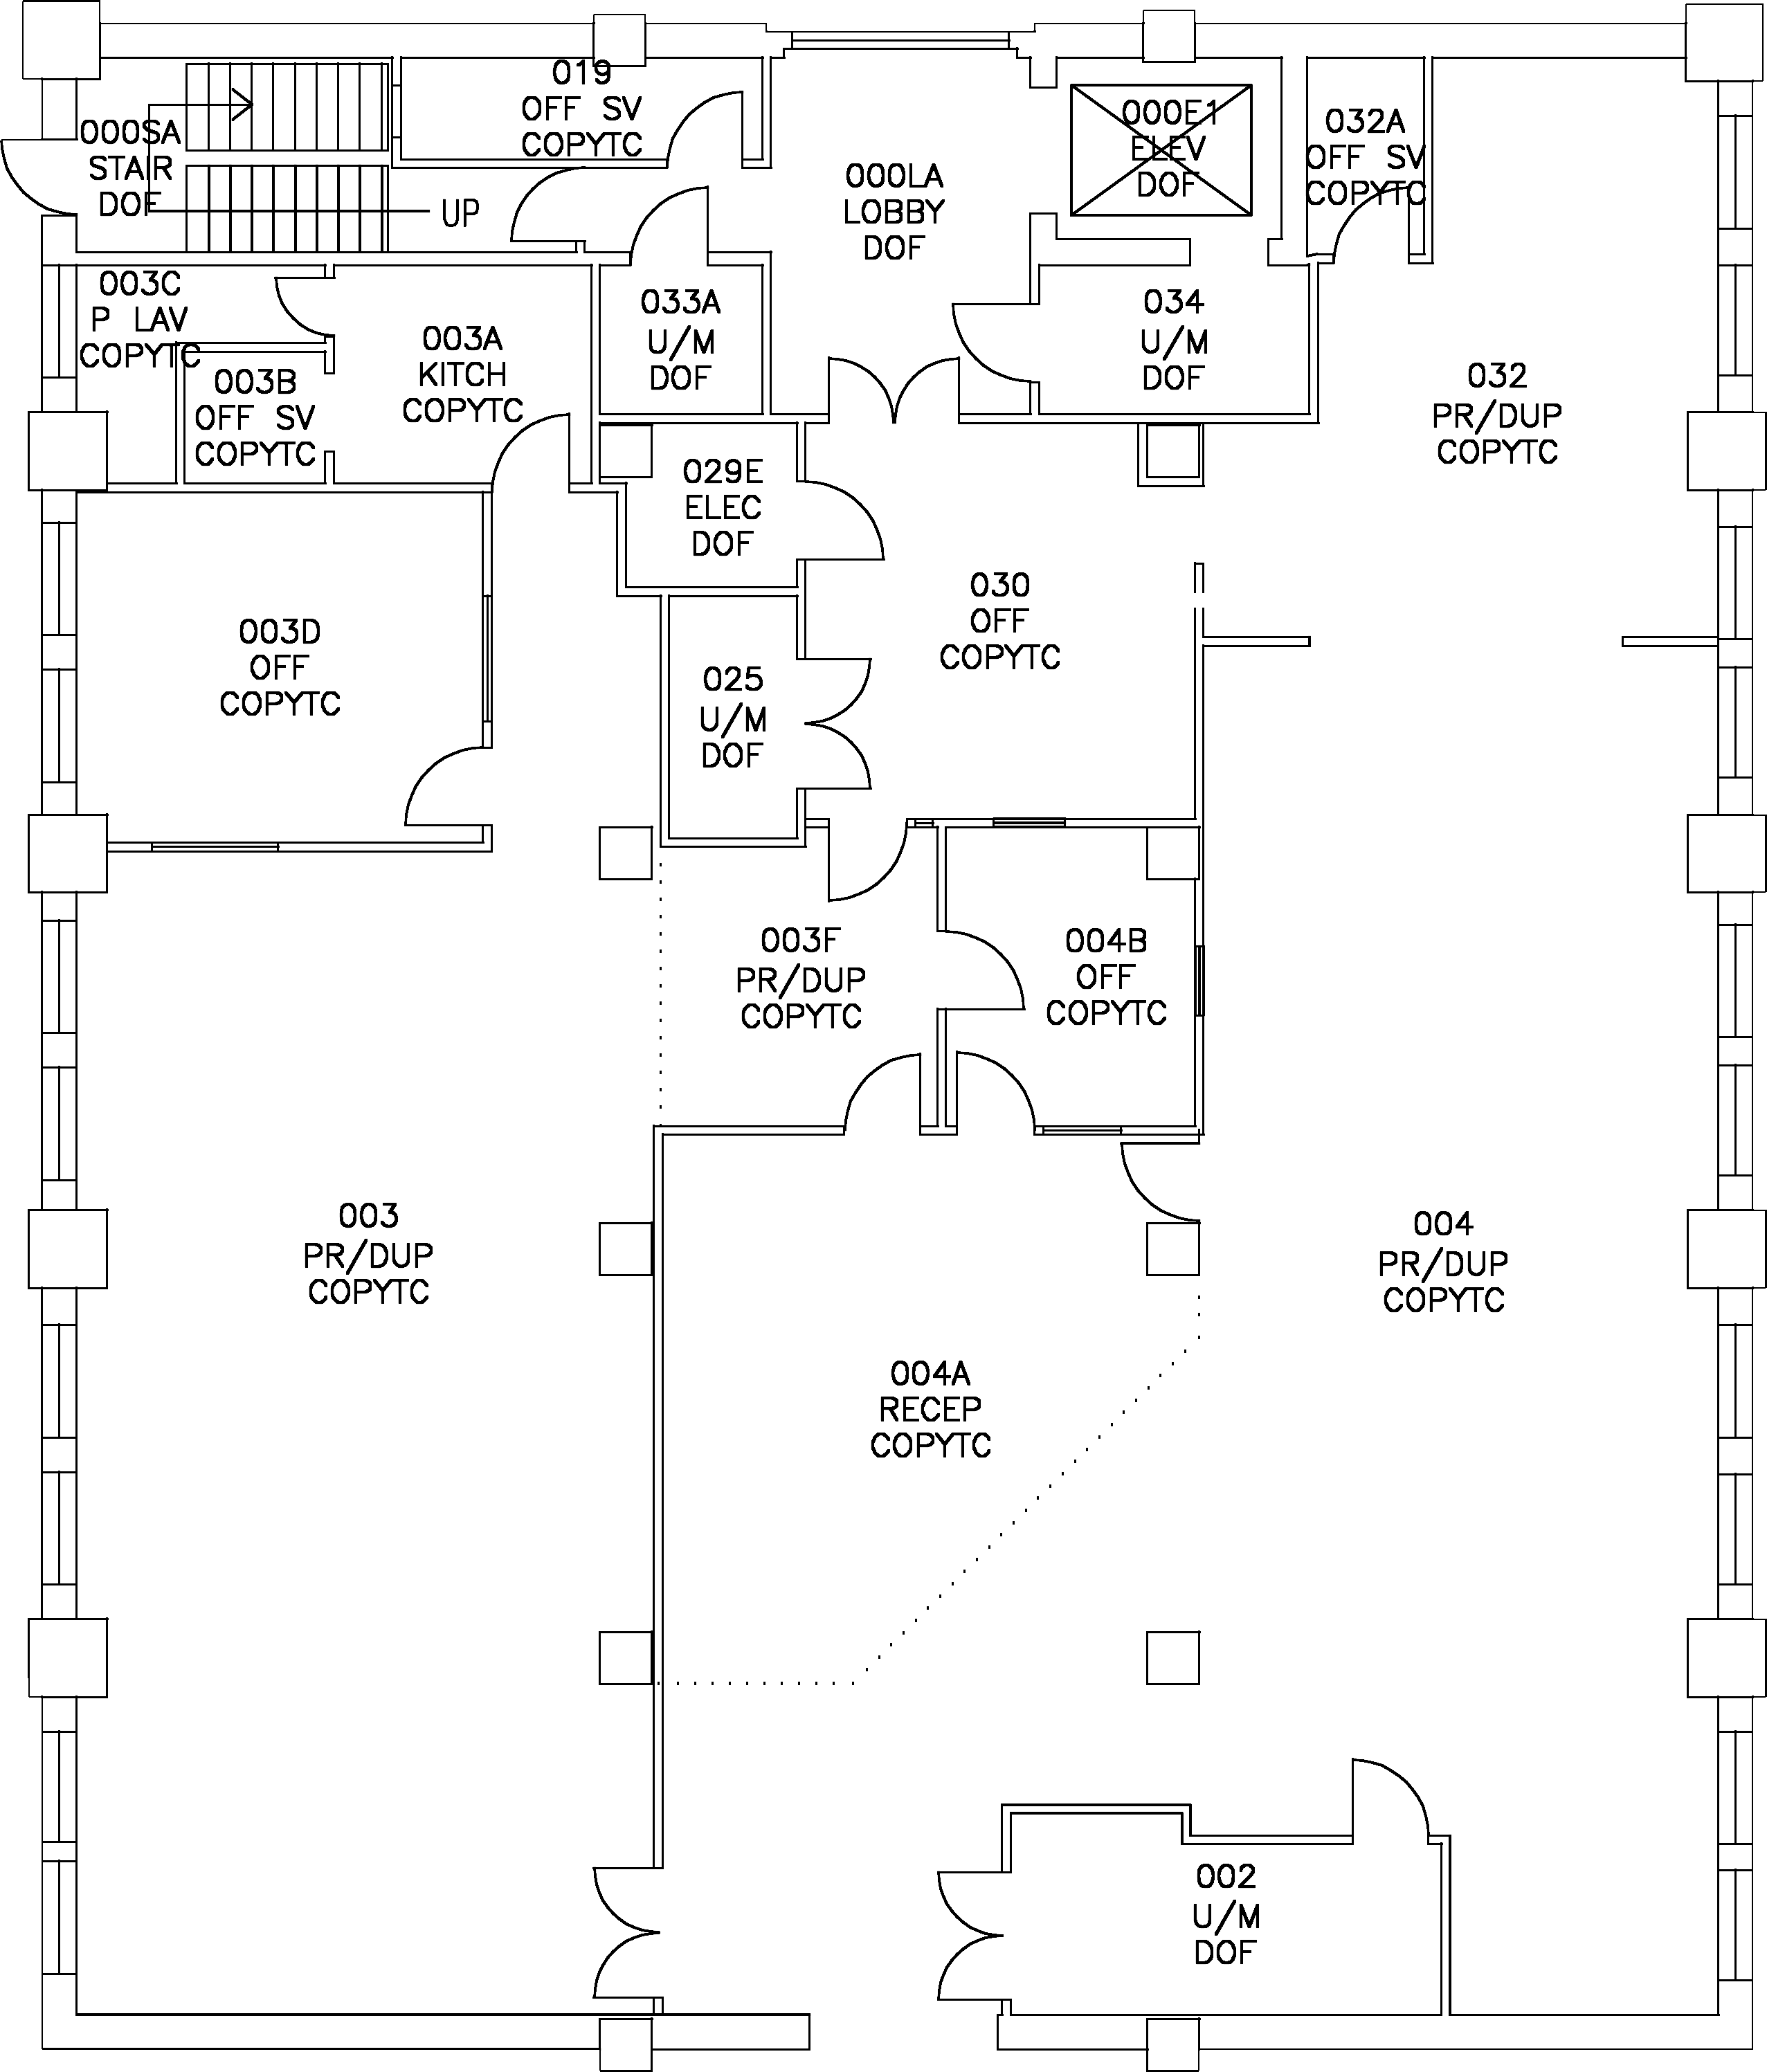 019
OFF SV
COPYTC
000SA
STAIR
DOF
UP
000LA
LOBBY
DOF
000E1
ELEV
DOF
032A
OFF SV
COPYTC
003C
P LAV
COPYTC
003B
OFF SV
COPYTC
003A
KITCH
COPYTC
033A
U/M
DOF
034
U/M
DOF
032
PR/DUP
COPYTC
029E
ELEC
DOF
030
OFF
COPYTC
003D
OFF
COPYTC
025
U/M
DOF
003F
PR/DUP
COPYTC
004B
OFF
COPYTC
003
PR/DUP
COPYTC
004
PR/DUP
COPYTC
004A
RECEP
COPYTC
002
U/M
DOF